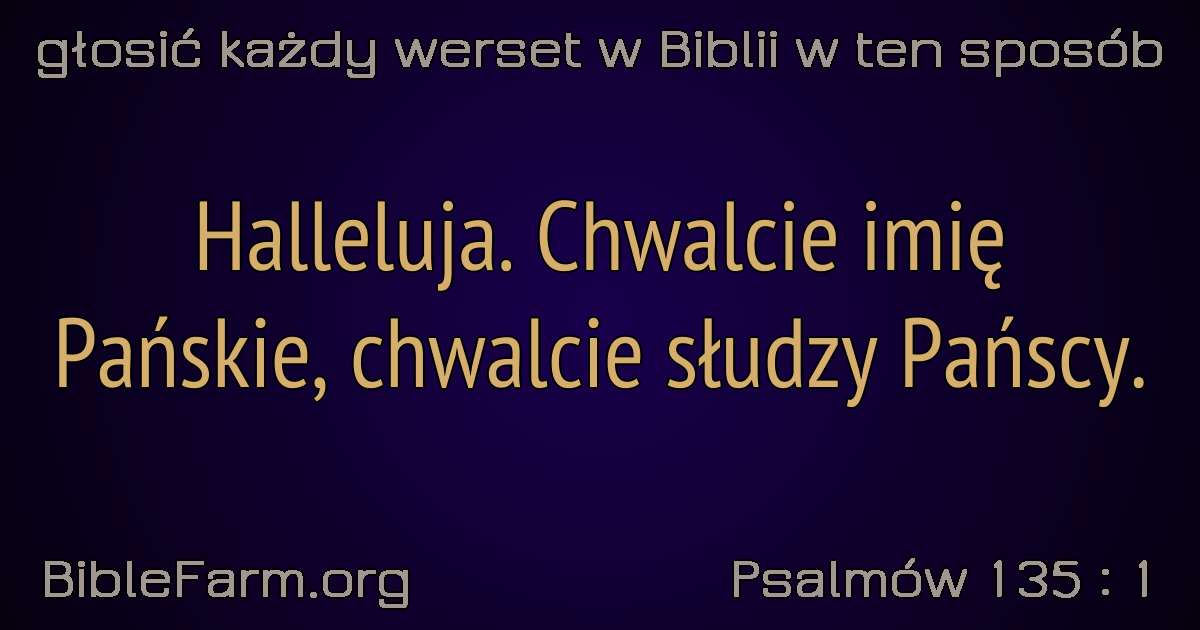 głosić każdy werset w Biblii w ten sposób
Halleluja. Chwalcie imię
Pańskie, chwalcie słudzy Pańscy.
BibleFarm.org
Psalmów 135 : 1